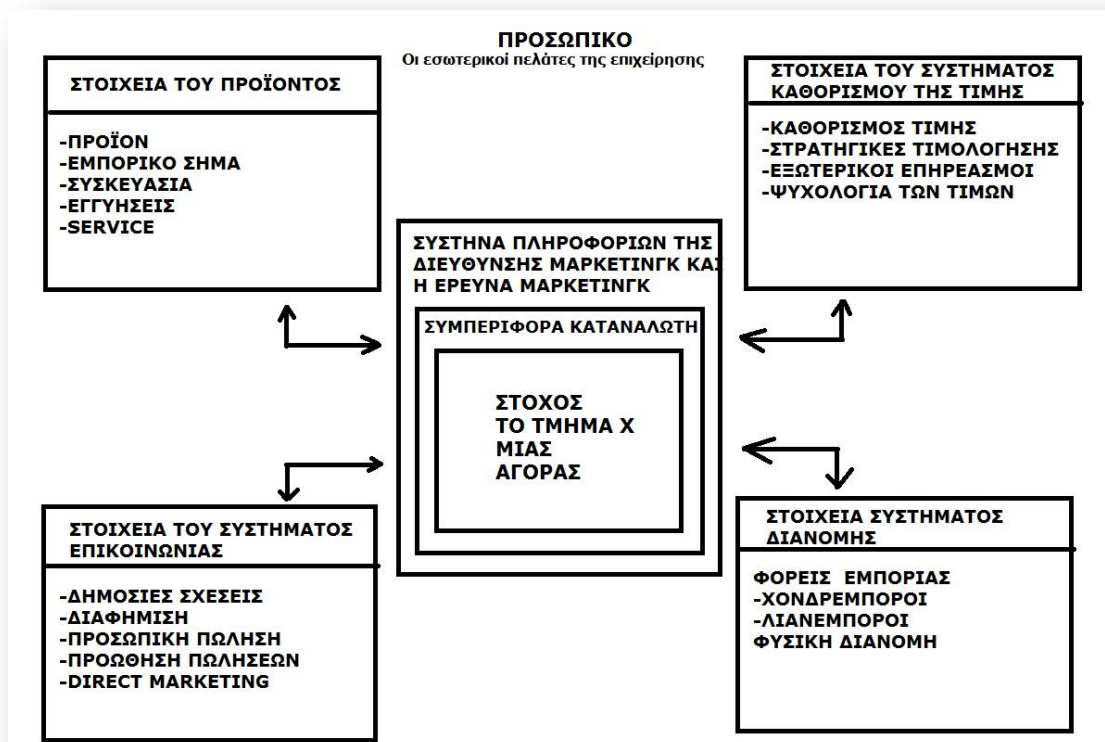 ΠΡΟΣΩΠΙΚΟ
Οι εσωτερικοί πελάτες της επιχείρησης
ΣΤΟΙΧΕΙΑ ΤΟΥ ΠΡΟΪΟΝΤΟΣ
-ΠΡΟΪΟΝ
-ΕΜΠΟΡΙΚΟ ΣΗΜΑ
-ΣΥΣΚΕΥΑΣΙΑ
-ΕΓΓΥΗΣΕΙΣ
-SERVICE
ΣΤΟΙΧΕΙΑ ΤΟΥ ΣΥΣΤΗΜΑΤΟΣ
ΚΑΘΟΡΙΣΜΟΥ ΤΗΣ ΤΙΜΗΣ
-ΚΑΘΟΡΙΣΜΟΣ ΤΙΜΗΣ
-ΣΤΡΑΤΗΓΙΚΕΣ ΤΙΜΟΛΟΓΗΣΗΣ
-ΕΞΩΤΕΡΙΚΟΙ ΕΠΗΡΕΑΣΜΟΙ
-ΨΥΧΟΛΟΓΙΑ ΤΩΝ ΤΙΜΩΝ
ΣΥΣΤΗΝΑ ΠΛΗΡΟΦΟΡΙΩΝ ΤΗΣ
ΔΙΕΥΘΥΝΣΗΣ ΜΑΡΚΕΤΙΝΓΚ ΚΑΙ
Η ΕΡΕΥΝΑ ΜΑΡΚΕΤΙΝΓΚ
ΣΥΜΠΕΡΙΦΟΡΑ ΚΑΤΑΝΑΛΩΤΗ
ΣΤΟΧΟΣ
ΤΟ ΤΜΗΜΑ Χ
ΜΙΑΣ
ΑΓΟΡΑΣ
ΣΤΟΙΧΕΙΑ ΤΟΥ ΣΥΣΤΗΜΑΤΟΣ
ΕΠΙΚΟΙΝΩΝΙΑΣ
-ΔΗΜΟΣΙΕΣ ΣΧΕΣΕΙΣ
-ΔΙΑΦΗΜΙΣΗ
-ΠΡΟΣΩΠΙΚΗ ΠΩΛΗΣΗ
-ΠΡΟΩΘΗΣΗ ΠΩΛΗΣΕΩΝ
-DIRECT MARKETING
ΣΤΟΙΧΕΙΑ ΣΥΣΤΗΜΑΤΟΣ
ΔΙΑΝΟΜΗΣ
ΦΟΡΕΙΣ ΕΜΠΟΡΙΑΣ
-ΧΟΝΔΡΕΜΠΟΡΟΙ
-ΛΙΑΝΕΜΠΟΡΟΙ
ΦΥΣΙΚΗ ΔΙΑΝΟΜΗ